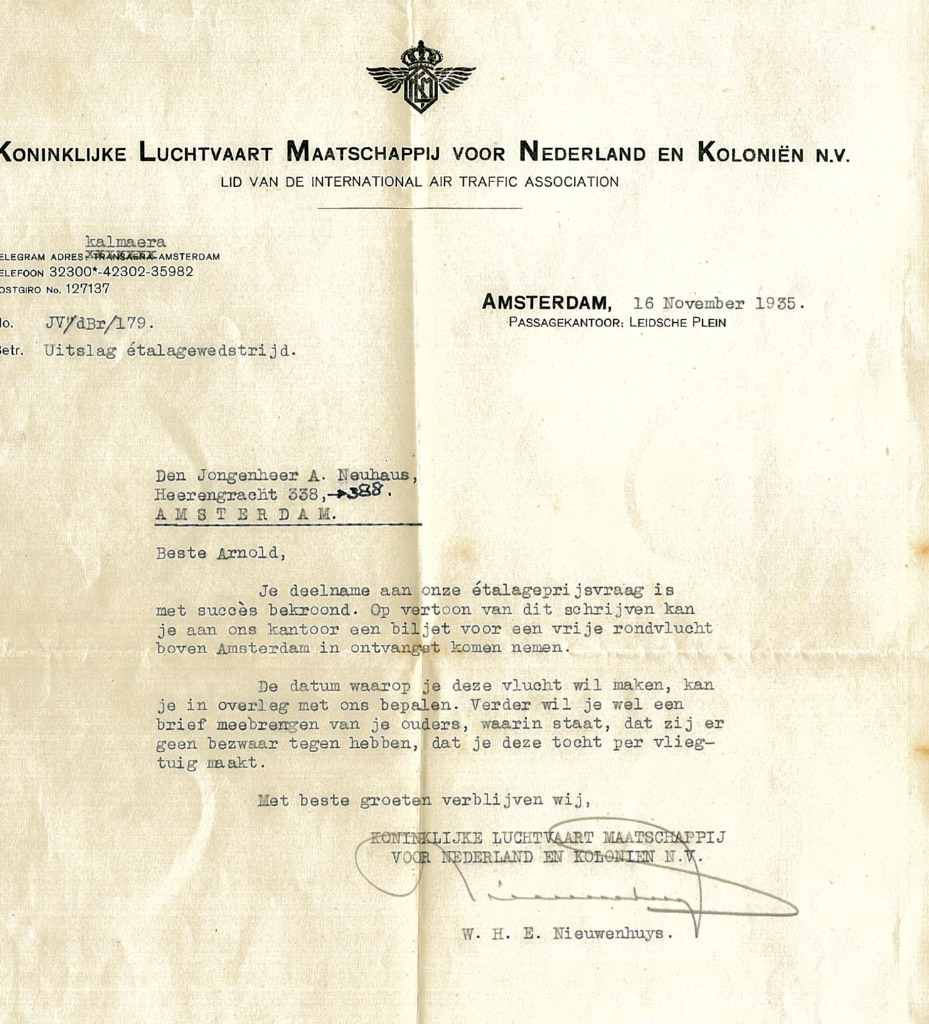 KLM
KONINKLIJKE LUCHTVAART MAATSCHAPPIJ VOOR NEDERLAND EN KOLONIËN N.V.
LID VAN DE INTERNATIONAL AIR TRAFFIC ASSOCIATION
kalmaera
ELEGRAM ADRES: TRANSAERA-AMSTERDAM
ELEFOON 32300*-42302-35982
OSTGIRO No. 127137
AMSTERDAM, 16 November 1935.
PASSAGEKANTOOR: LEIDSCHE PLEIN
No. JV/dBr/179.
Betr. Uitslag étalagewedstrijd.
Den Jongenheer A. Neuhaus,
Heerengracht 338,→388.
AMSTERDAM.
Beste Arnold,
Je deelname aan onze étalageprijsvraag is
met succès bekroond. Op vertoon van dit schrijven kan
je aan ons kantoor een biljet voor een vrije rondvlucht
boven Amsterdam in ontvangst komen nemen.
De datum waarop je deze vlucht wil maken, kan
je in overleg met ons bepalen. Verder wil je wel een
brief meebrengen van je ouders, waarin staat, dat zij er
geen bezwaar tegen hebben, dat je deze tocht per vlieg-
tuig maakt.
Met beste groeten verblijven wij,
KONINKLIJKE LUCHTVAART MAATSCHAPPIJ
VOOR NEDERLAND EN KOLONIEN N.V.
W. H. E. Nieuwenhuys.